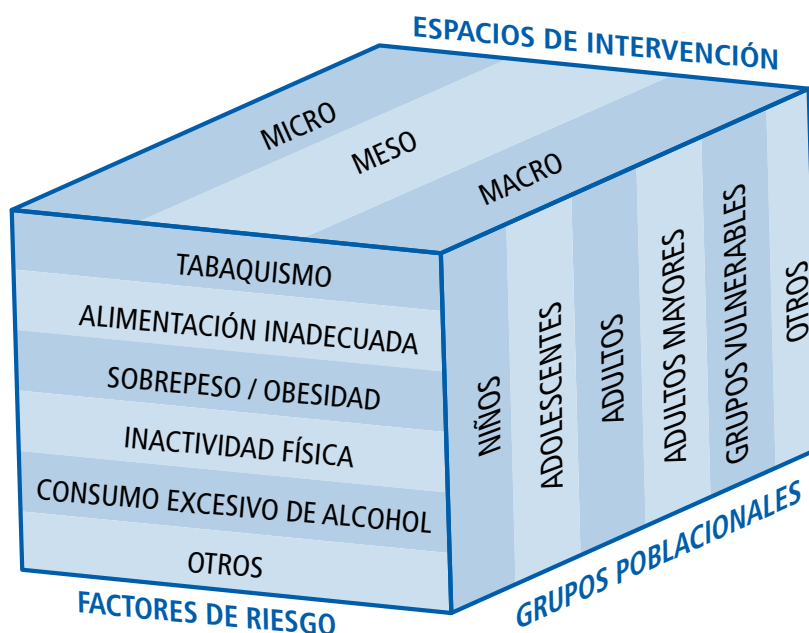 ESPACIOS DE INTERVENCIÓN
MICRO
MESO
MACRO
TABAQUISMO
ALIMENTACIÓN INADECUADA
SOBREPESO / OBESIDAD
INACTIVIDAD FÍSICA
CONSUMO EXCESIVO DE ALCOHOL
OTROS
FACTORES DE RIESGO
NIÑOS
ADOLESCENTES
ADULTOS
ADULTOS MAYORES
GRUPOS VULNERABLES
OTROS
GRUPOS POBLACIONALES